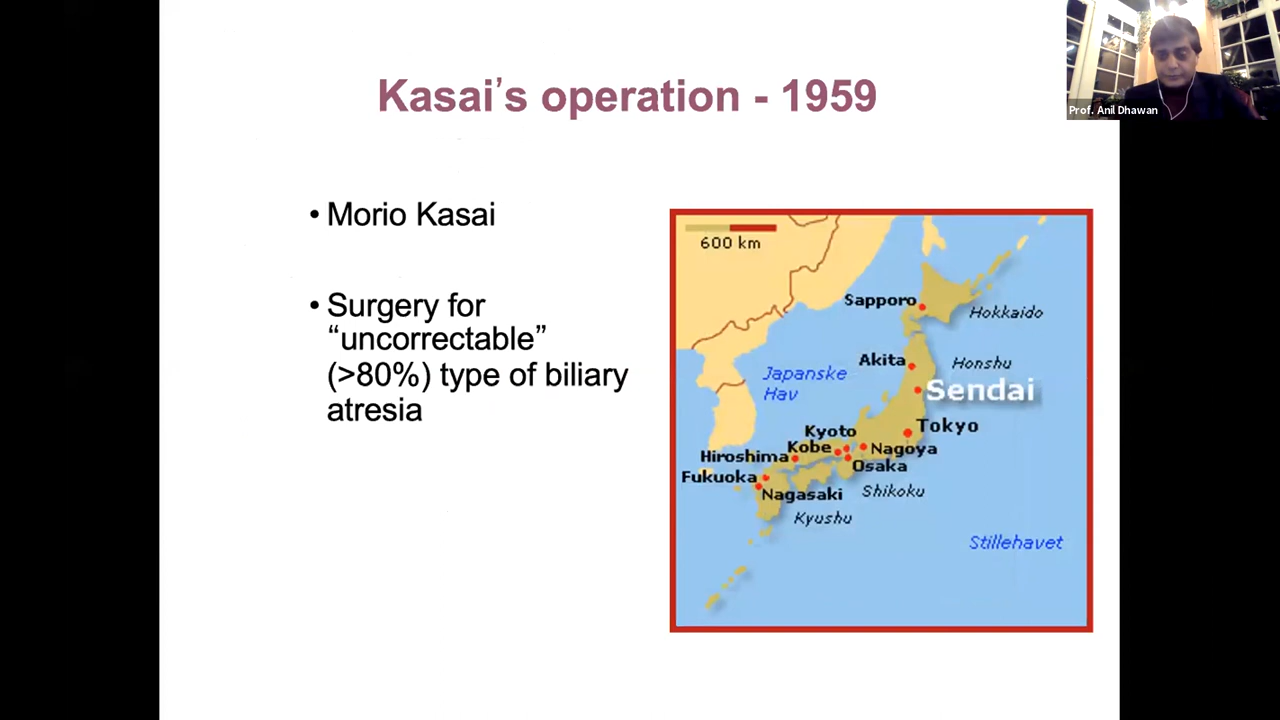 Prof. Anil Dhawan
Kasai’s operation - 1959
• Morio Kasai
• Surgery for
“uncorrectable”
(>80%) type of biliary
atresia
600 km
Sapporo
Hokkaido
Akita
Honshu
Japanske
Hav
Sendai
Tokyo
Kyoto
Kobe
Nagoya
Hiroshima
Osaka
Fukuoka
Nagasaki
Shikoku
Kyushu
Stillehavet